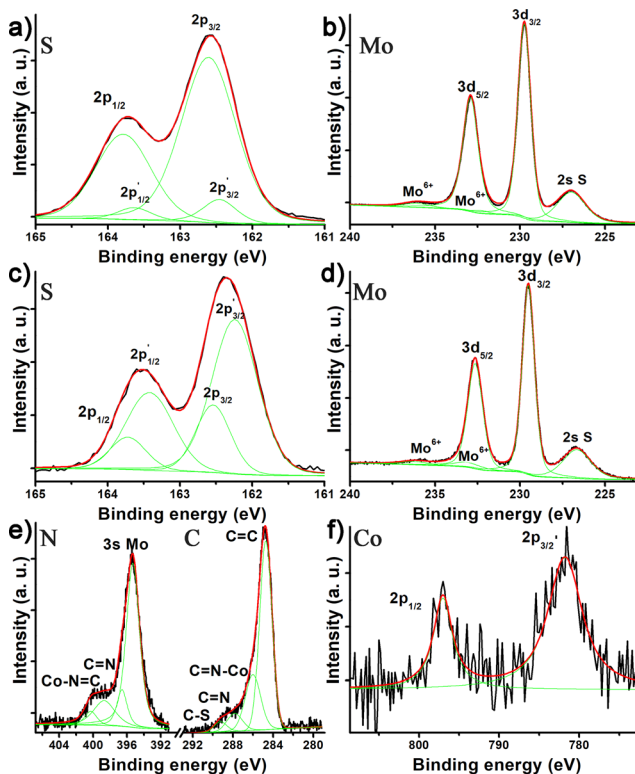 a) S
2p3/2
2p1/2
2p'1/2
2p'3/2
Intensity (a. u.)
165 164 163 162 161
Binding energy (eV)
b) Mo
3d3/2
3d5/2
2s S
Mo6+
Mo6+
Intensity (a. u.)
240 235 230 225
Binding energy (eV)
c) S
2p'3/2
2p'1/2
2p1/2
2p3/2
Intensity (a. u.)
165 164 163 162 161
Binding energy (eV)
d) Mo
3d3/2
3d5/2
2s S
Mo6+
Mo6+
Intensity (a. u.)
240 235 230 225
Binding energy (eV)
e) N C
3s Mo
C=C
C=N
Co-N=C
C=N-Co
C=N
C-S
Intensity (a. u.)
404 400 396 392 292 288 284 280
Binding energy (eV)
f) Co
2p3/2'
2p1/2
Intensity (a. u.)
800 790 780
Binding energy (eV)